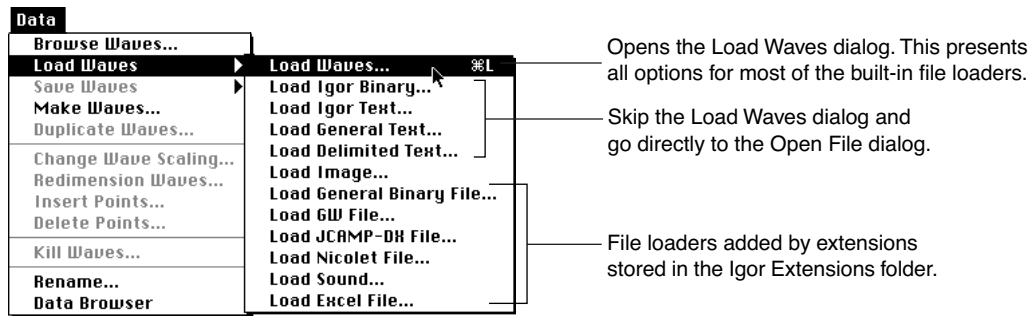 Data
Browse Waves...
Load Waves
Save Waves
Make Waves...
Duplicate Waves...
Change Wave Scaling...
Redimension Waves...
Insert Points...
Delete Points...
Kill Waves...
Rename...
Data Browser
Load Waves... ⌘L
Load Igor Binary...
Load Igor Text...
Load General Text...
Load Delimited Text...
Load Image...
Load General Binary File...
Load GW File...
Load JCAMP-DX File...
Load Nicolet File...
Load Sound...
Load Excel File...
Opens the Load Waves dialog. This presents
all options for most of the built-in file loaders.
Skip the Load Waves dialog and
go directly to the Open File dialog.
File loaders added by extensions
stored in the Igor Extensions folder.